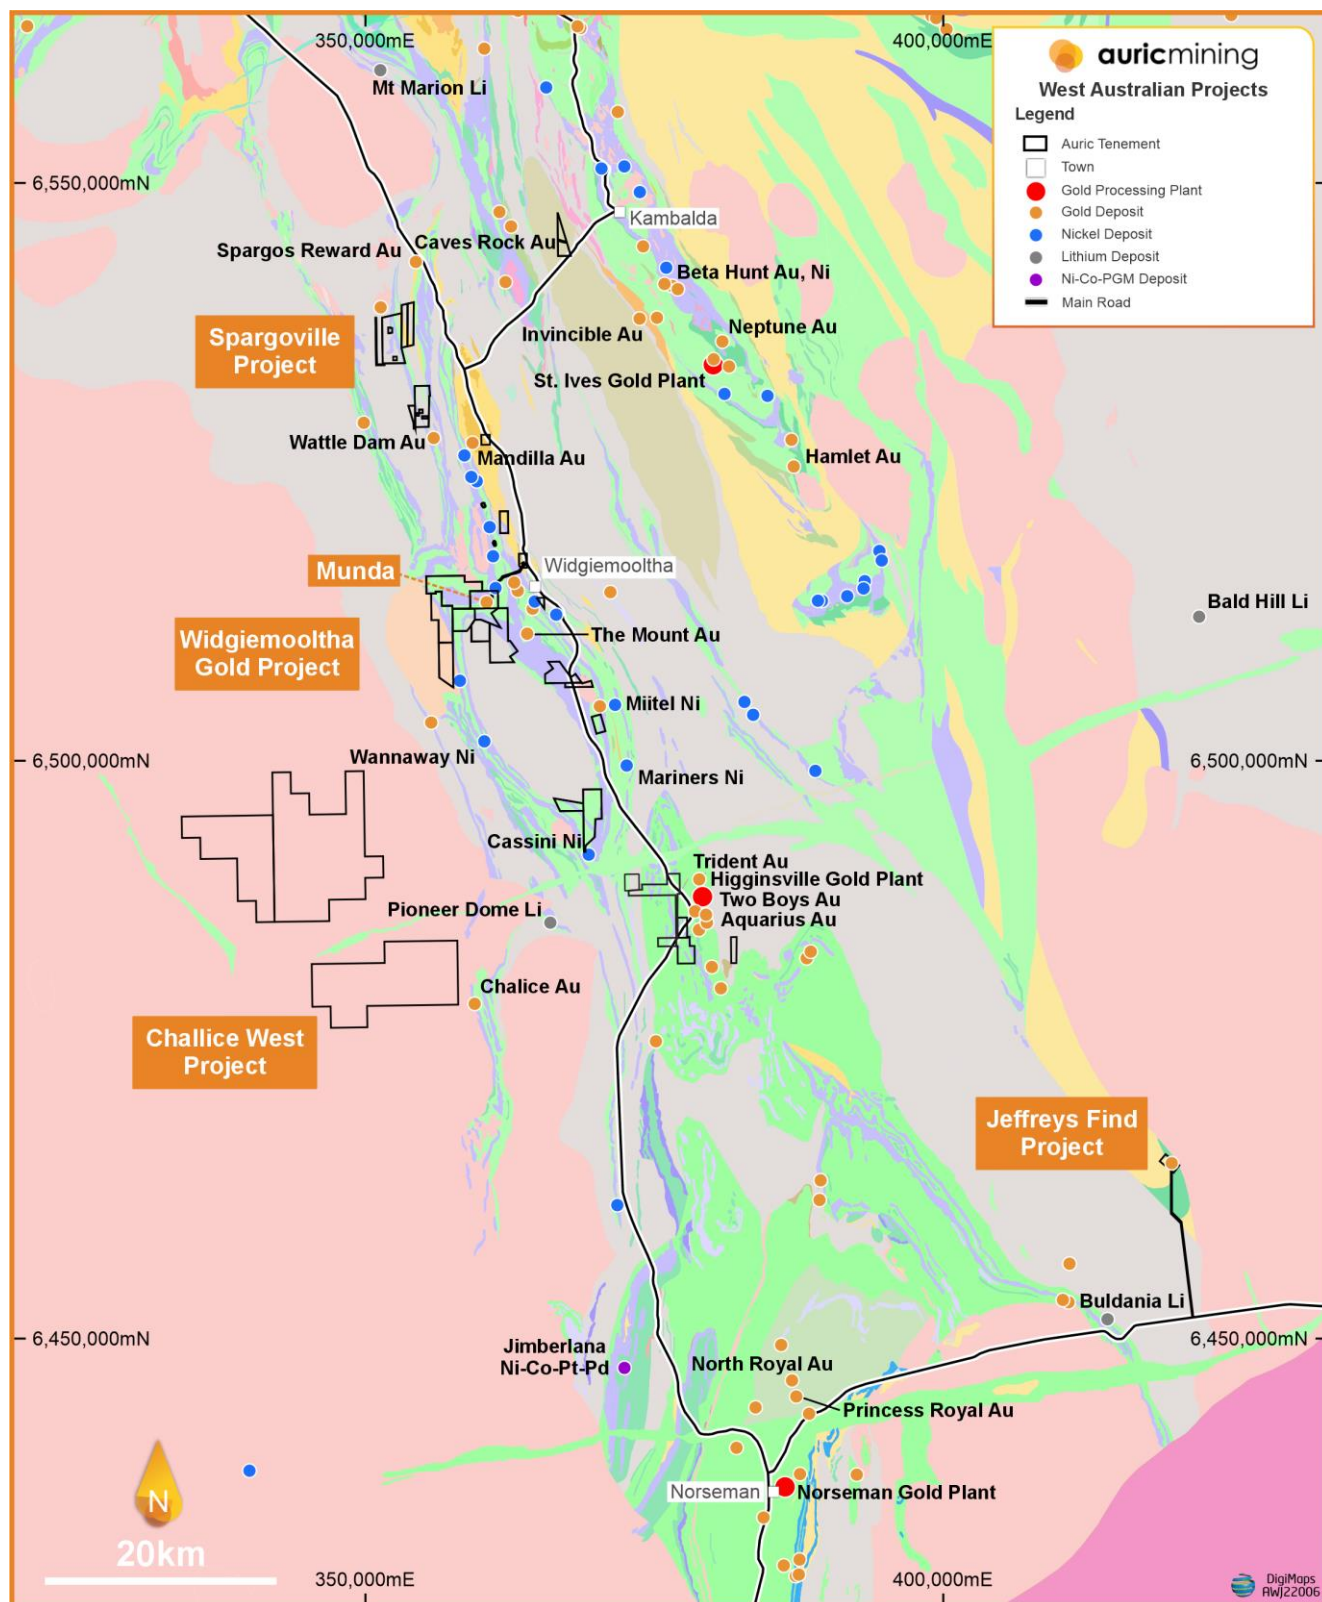 350,000mE
400,000mE
auricmining
West Australian Projects
Legend
Auric Tenement
Town
Gold Processing Plant
Gold Deposit
Nickel Deposit
Lithium Deposit
Ni-Co-PGM Deposit
Main Road
Mt Marion Li
6,550,000mN
Kambalda
Caves Rock Au
Spargos Reward Au
Beta Hunt Au, Ni
Spargoville
Project
Invincible Au
Neptune Au
St. Ives Gold Plant
Wattle Dam Au
Mandilla Au
Hamlet Au
Widgiemooltha
Munda
Bald Hill Li
Widgiemooltha
Gold Project
The Mount Au
Miitel Ni
Wannaway Ni
6,500,000mN
6,500,000mN
Mariners Ni
Cassini Ni
Trident Au
Higginsville Gold Plant
Two Boys Au
Pioneer Dome Li
Aquarius Au
Chalice Au
Challice West
Project
Jeffreys Find
Project
Buldania Li
6,450,000mN
6,450,000mN
Jimberlana
Ni-Co-Pt-Pd
North Royal Au
Princess Royal Au
Norseman
Norseman Gold Plant
N
20km
350,000mE
400,000mE
DigiMaps
AWJ22006